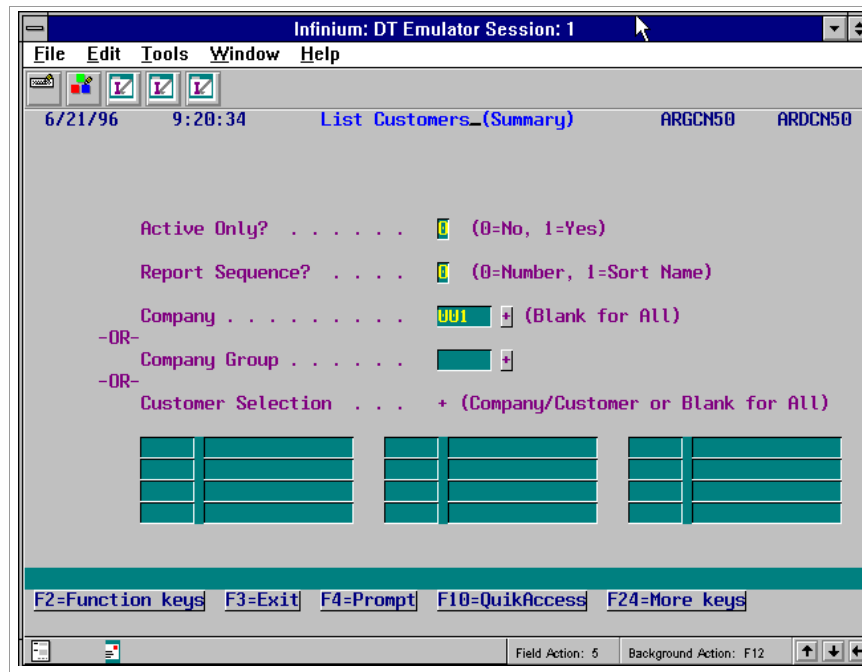 Infinium: DT Emulator Session: 1
File Edit Tools Window Help
6/21/96 9:20:34 List Customers_(Summary) ARGCN50 ARDCN50
Active Only? . . . . . . 0 (0=No, 1=Yes)
Report Sequence? . . . . 0 (0=Number, 1=Sort Name)
Company . . . . . . . . . UU1 + (Blank for All)
-OR-
Company Group . . . . . . +
-OR-
Customer Selection . . . + (Company/Customer or Blank for All)
F2=Function keys F3=Exit F4=Prompt F10=QuikAccess F24=More keys
Field Action: 5 Background Action: F12